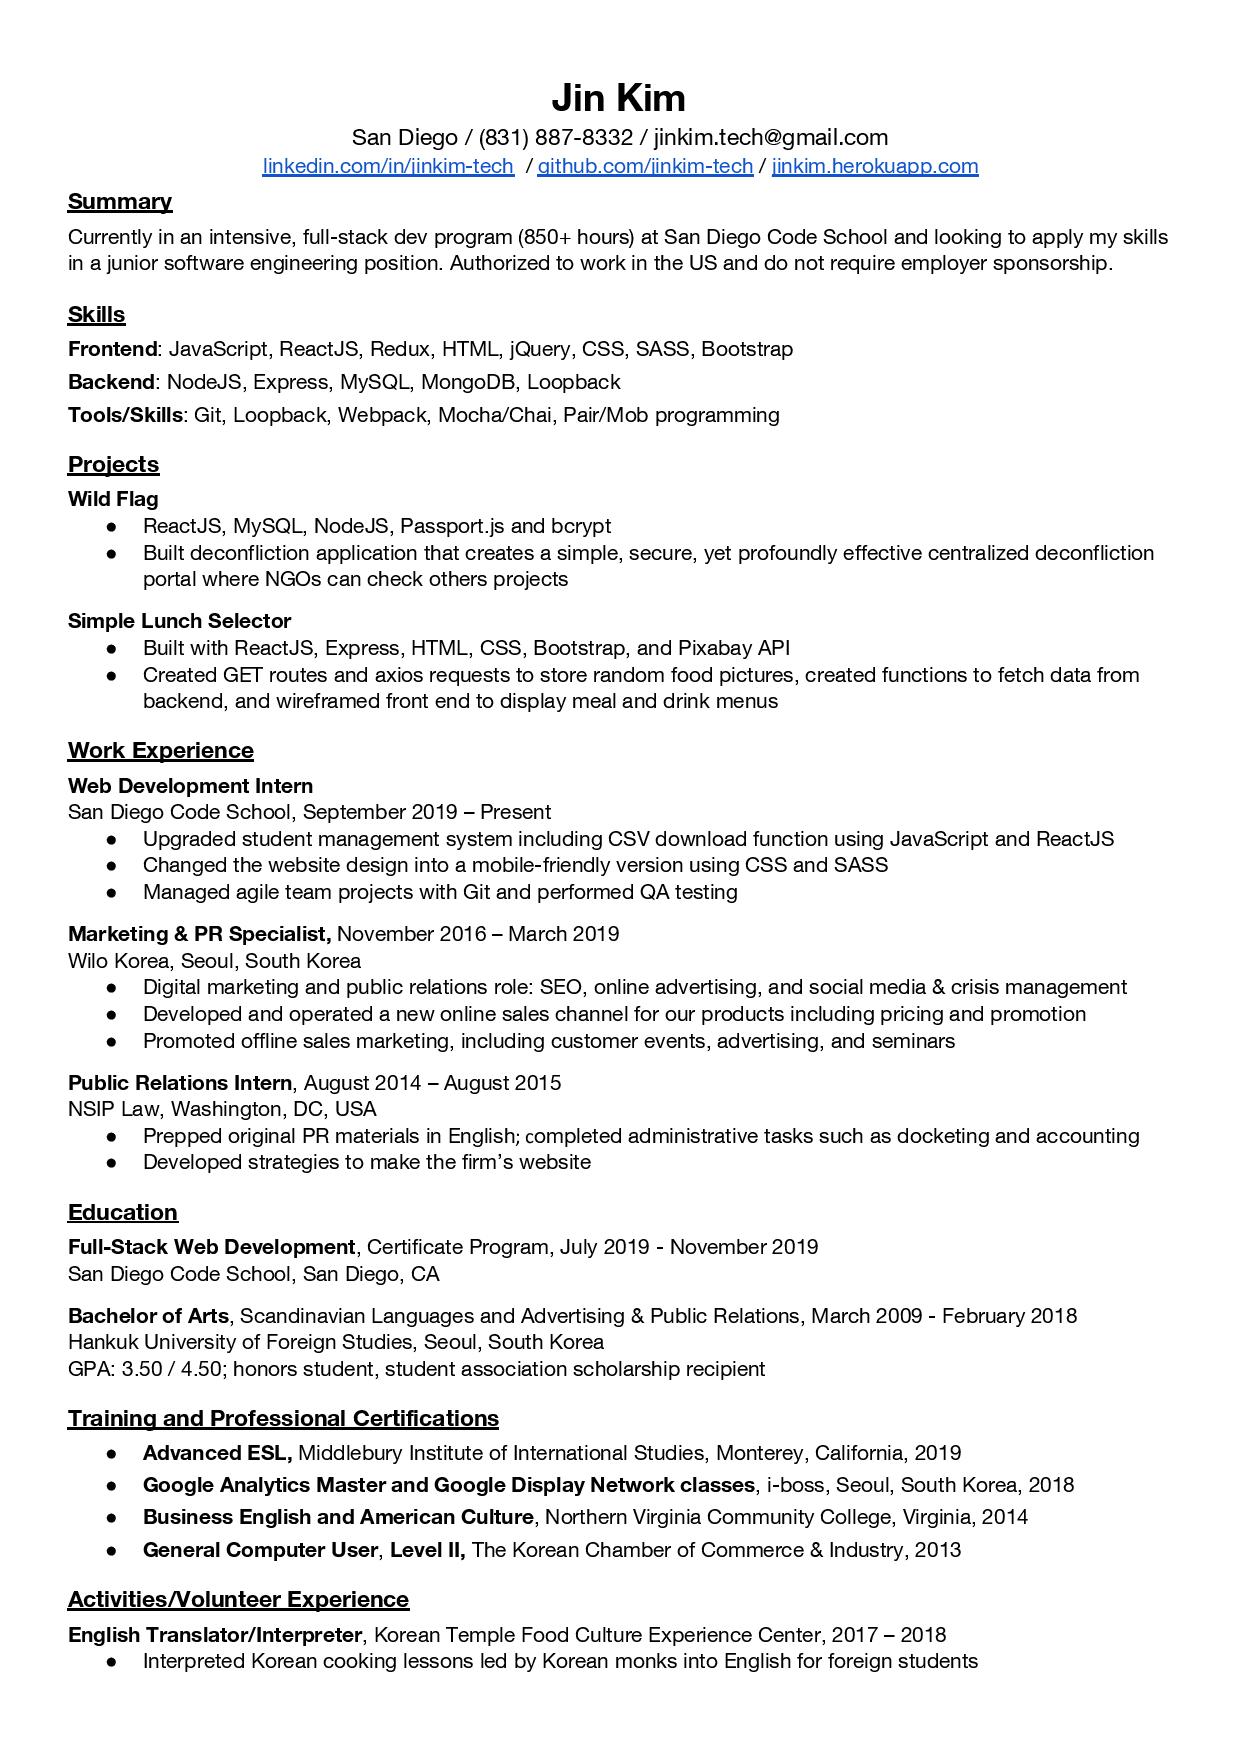 Jin Kim
San Diego / (831) 887-8332 / jinkim.tech@gmail.com
linkedin.com/in/jinkim-tech / github.com/jinkim-tech / jinkim.herokuapp.com
Summary
Currently in an intensive, full-stack dev program (850+ hours) at San Diego Code School and looking to apply my skills
in a junior software engineering position. Authorized to work in the US and do not require employer sponsorship.
Skills
Frontend: JavaScript, ReactJS, Redux, HTML, jQuery, CSS, SASS, Bootstrap
Backend: NodeJS, Express, MySQL, MongoDB, Loopback
Tools/Skills: Git, Loopback, Webpack, Mocha/Chai, Pair/Mob programming
Projects
Wild Flag
● ReactJS, MySQL, NodeJS, Passport.js and bcrypt
● Built deconfliction application that creates a simple, secure, yet profoundly effective centralized deconfliction
portal where NGOs can check others projects
Simple Lunch Selector
● Built with ReactJS, Express, HTML, CSS, Bootstrap, and Pixabay API
● Created GET routes and axios requests to store random food pictures, created functions to fetch data from
backend, and wireframed front end to display meal and drink menus
Work Experience
Web Development Intern
San Diego Code School, September 2019 – Present
● Upgraded student management system including CSV download function using JavaScript and ReactJS
● Changed the website design into a mobile-friendly version using CSS and SASS
● Managed agile team projects with Git and performed QA testing
Marketing & PR Specialist, November 2016 – March 2019
Wilo Korea, Seoul, South Korea
● Digital marketing and public relations role: SEO, online advertising, and social media & crisis management
● Developed and operated a new online sales channel for our products including pricing and promotion
● Promoted offline sales marketing, including customer events, advertising, and seminars
Public Relations Intern, August 2014 – August 2015
NSIP Law, Washington, DC, USA
● Prepped original PR materials in English; completed administrative tasks such as docketing and accounting
● Developed strategies to make the firm's website
Education
Full-Stack Web Development, Certificate Program, July 2019 - November 2019
San Diego Code School, San Diego, CA
Bachelor of Arts, Scandinavian Languages and Advertising & Public Relations, March 2009 - February 2018
Hankuk University of Foreign Studies, Seoul, South Korea
GPA: 3.50 / 4.50; honors student, student association scholarship recipient
Training and Professional Certifications
● Advanced ESL, Middlebury Institute of International Studies, Monterey, California, 2019
● Google Analytics Master and Google Display Network classes, i-boss, Seoul, South Korea, 2018
● Business English and American Culture, Northern Virginia Community College, Virginia, 2014
● General Computer User, Level II, The Korean Chamber of Commerce & Industry, 2013
Activities/Volunteer Experience
English Translator/Interpreter, Korean Temple Food Culture Experience Center, 2017 – 2018
● Interpreted Korean cooking lessons led by Korean monks into English for foreign students